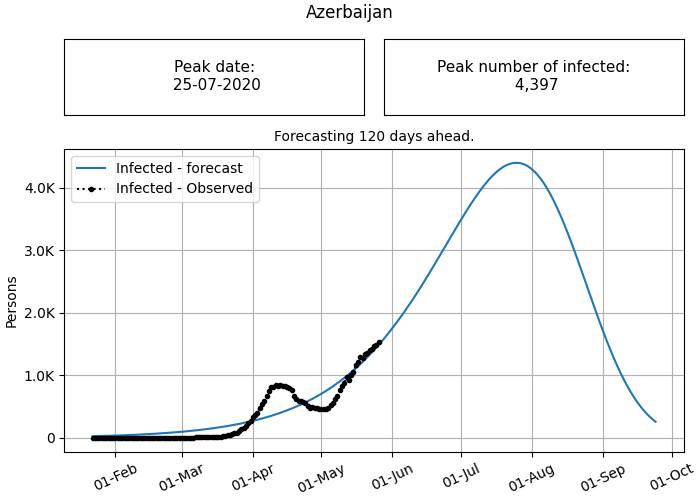 Azerbaijan
Peak date:
25-07-2020
Peak number of infected:
4,397
Forecasting 120 days ahead.
Infected - forecast
Infected - Observed
4.0K
3.0K
2.0K
1.0K
0
Persons
01-Feb
01-Mar
01-Apr
01-May
01-Jun
01-Jul
01-Aug
01-Sep
01-Oct